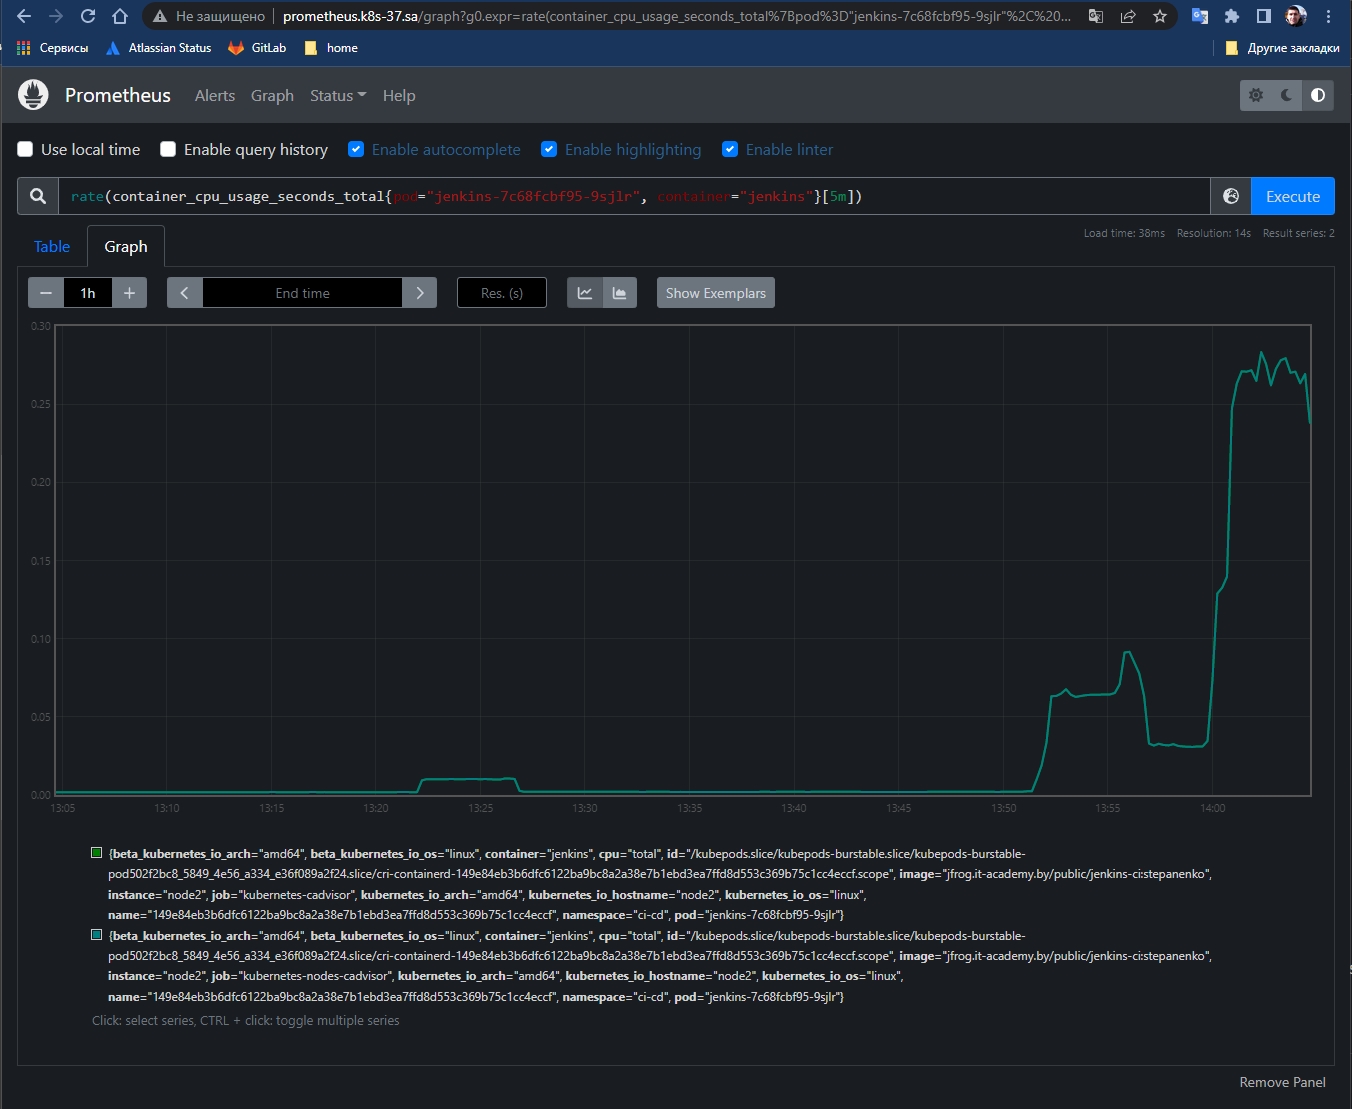 Не защищено prometheus.k8s-37.sa/graph?g0.expr=rate(container_cpu_usage_seconds_total%7Bpod%3D"jenkins-7c68fcbf95-9sjlr"%2C%20...
Сервисы Atlassian Status GitLab home Другие закладки
Prometheus Alerts Graph Status Help
Use local time Enable query history Enable autocomplete Enable highlighting Enable linter
rate(container_cpu_usage_seconds_total{pod="jenkins-7c68fcbf95-9sjlr", container="jenkins"}[5m]) Execute
Load time: 38ms Resolution: 14s Result series: 2
Table Graph
1h End time Res. (s) Show Exemplars
0.30
0.25
0.20
0.15
0.10
0.05
0.00
13:05 13:10 13:15 13:20 13:25 13:30 13:35 13:40 13:45 13:50 13:55 14:00
{beta_kubernetes_io_arch="amd64", beta_kubernetes_io_os="linux", container="jenkins", cpu="total", id="/kubepods.slice/kubepods-burstable.slice/kubepods-burstable-
pod502f2bc8_5849_4e56_a334_e36f089a2f24.slice/cri-containerd-149e84eb3b6dfc6122ba9bc8a2a38e7b1ebd3ea7ffd8d553c369b75c1cc4eccf.scope", image="jfrog.it-academy.by/public/jenkins-ci:stepanenko",
instance="node2", job="kubernetes-cadvisor", kubernetes_io_arch="amd64", kubernetes_io_hostname="node2", kubernetes_io_os="linux",
name="149e84eb3b6dfc6122ba9bc8a2a38e7b1ebd3ea7ffd8d553c369b75c1cc4eccf", namespace="ci-cd", pod="jenkins-7c68fcbf95-9sjlr"}
{beta_kubernetes_io_arch="amd64", beta_kubernetes_io_os="linux", container="jenkins", cpu="total", id="/kubepods.slice/kubepods-burstable.slice/kubepods-burstable-
pod502f2bc8_5849_4e56_a334_e36f089a2f24.slice/cri-containerd-149e84eb3b6dfc6122ba9bc8a2a38e7b1ebd3ea7ffd8d553c369b75c1cc4eccf.scope", image="jfrog.it-academy.by/public/jenkins-ci:stepanenko",
instance="node2", job="kubernetes-nodes-cadvisor", kubernetes_io_arch="amd64", kubernetes_io_hostname="node2", kubernetes_io_os="linux",
name="149e84eb3b6dfc6122ba9bc8a2a38e7b1ebd3ea7ffd8d553c369b75c1cc4eccf", namespace="ci-cd", pod="jenkins-7c68fcbf95-9sjlr"}
Click: select series, CTRL + click: toggle multiple series
Remove Panel